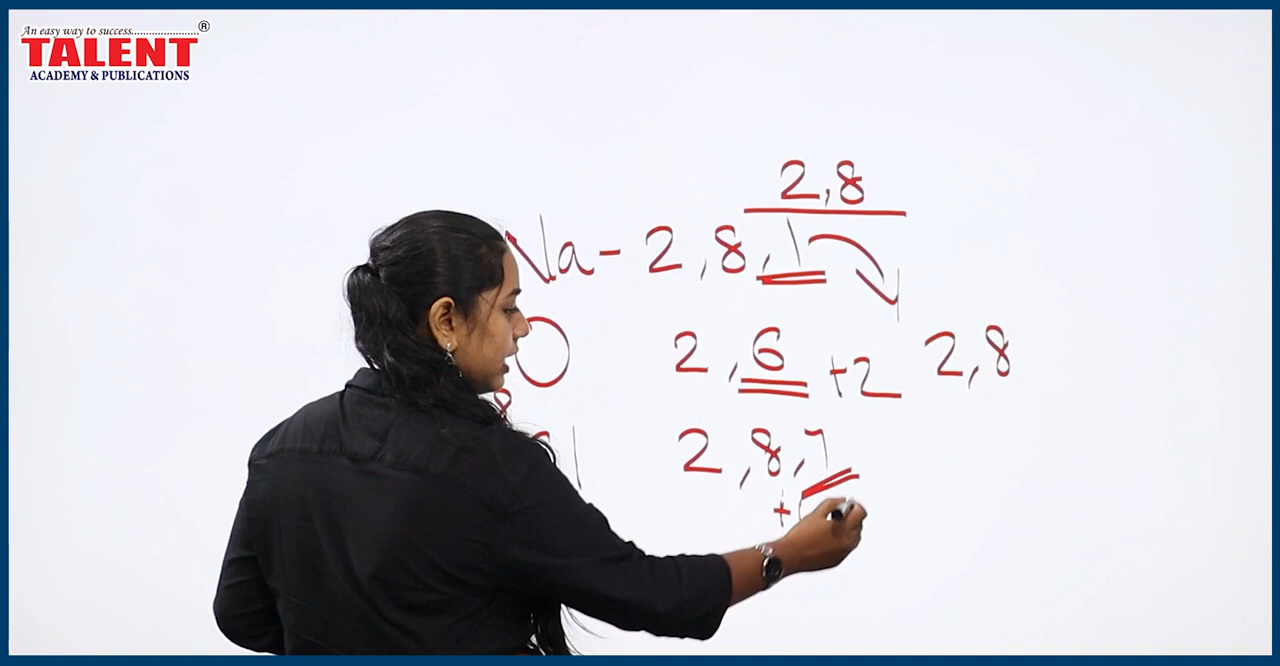 An easy way to success........................®
TALENT
ACADEMY & PUBLICATIONS
2,8
Na - 2,8,1
O 2,6 +2 2,8
2,8,7
+